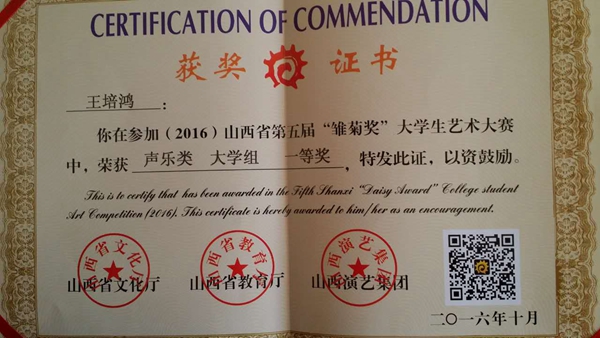 CERTIFICATION OF COMMENDATION
获奖 证书
王培鸿：
你在参加（2016）山西省第五届“雏菊奖”大学生艺术大赛
中，荣获 声乐类 大学组 一等奖，特发此证，以资鼓励。
This is to certify that has been awarded in the Fifth Shanxi "Daisy Award" College student
Art Competition (2016). This certificate is hereby awarded to him/her as an encouragement.
山西省文化厅 山西省教育厅 山西演艺集团
山西省文化厅 山西省教育厅 山西演艺集团
二〇一六年十月